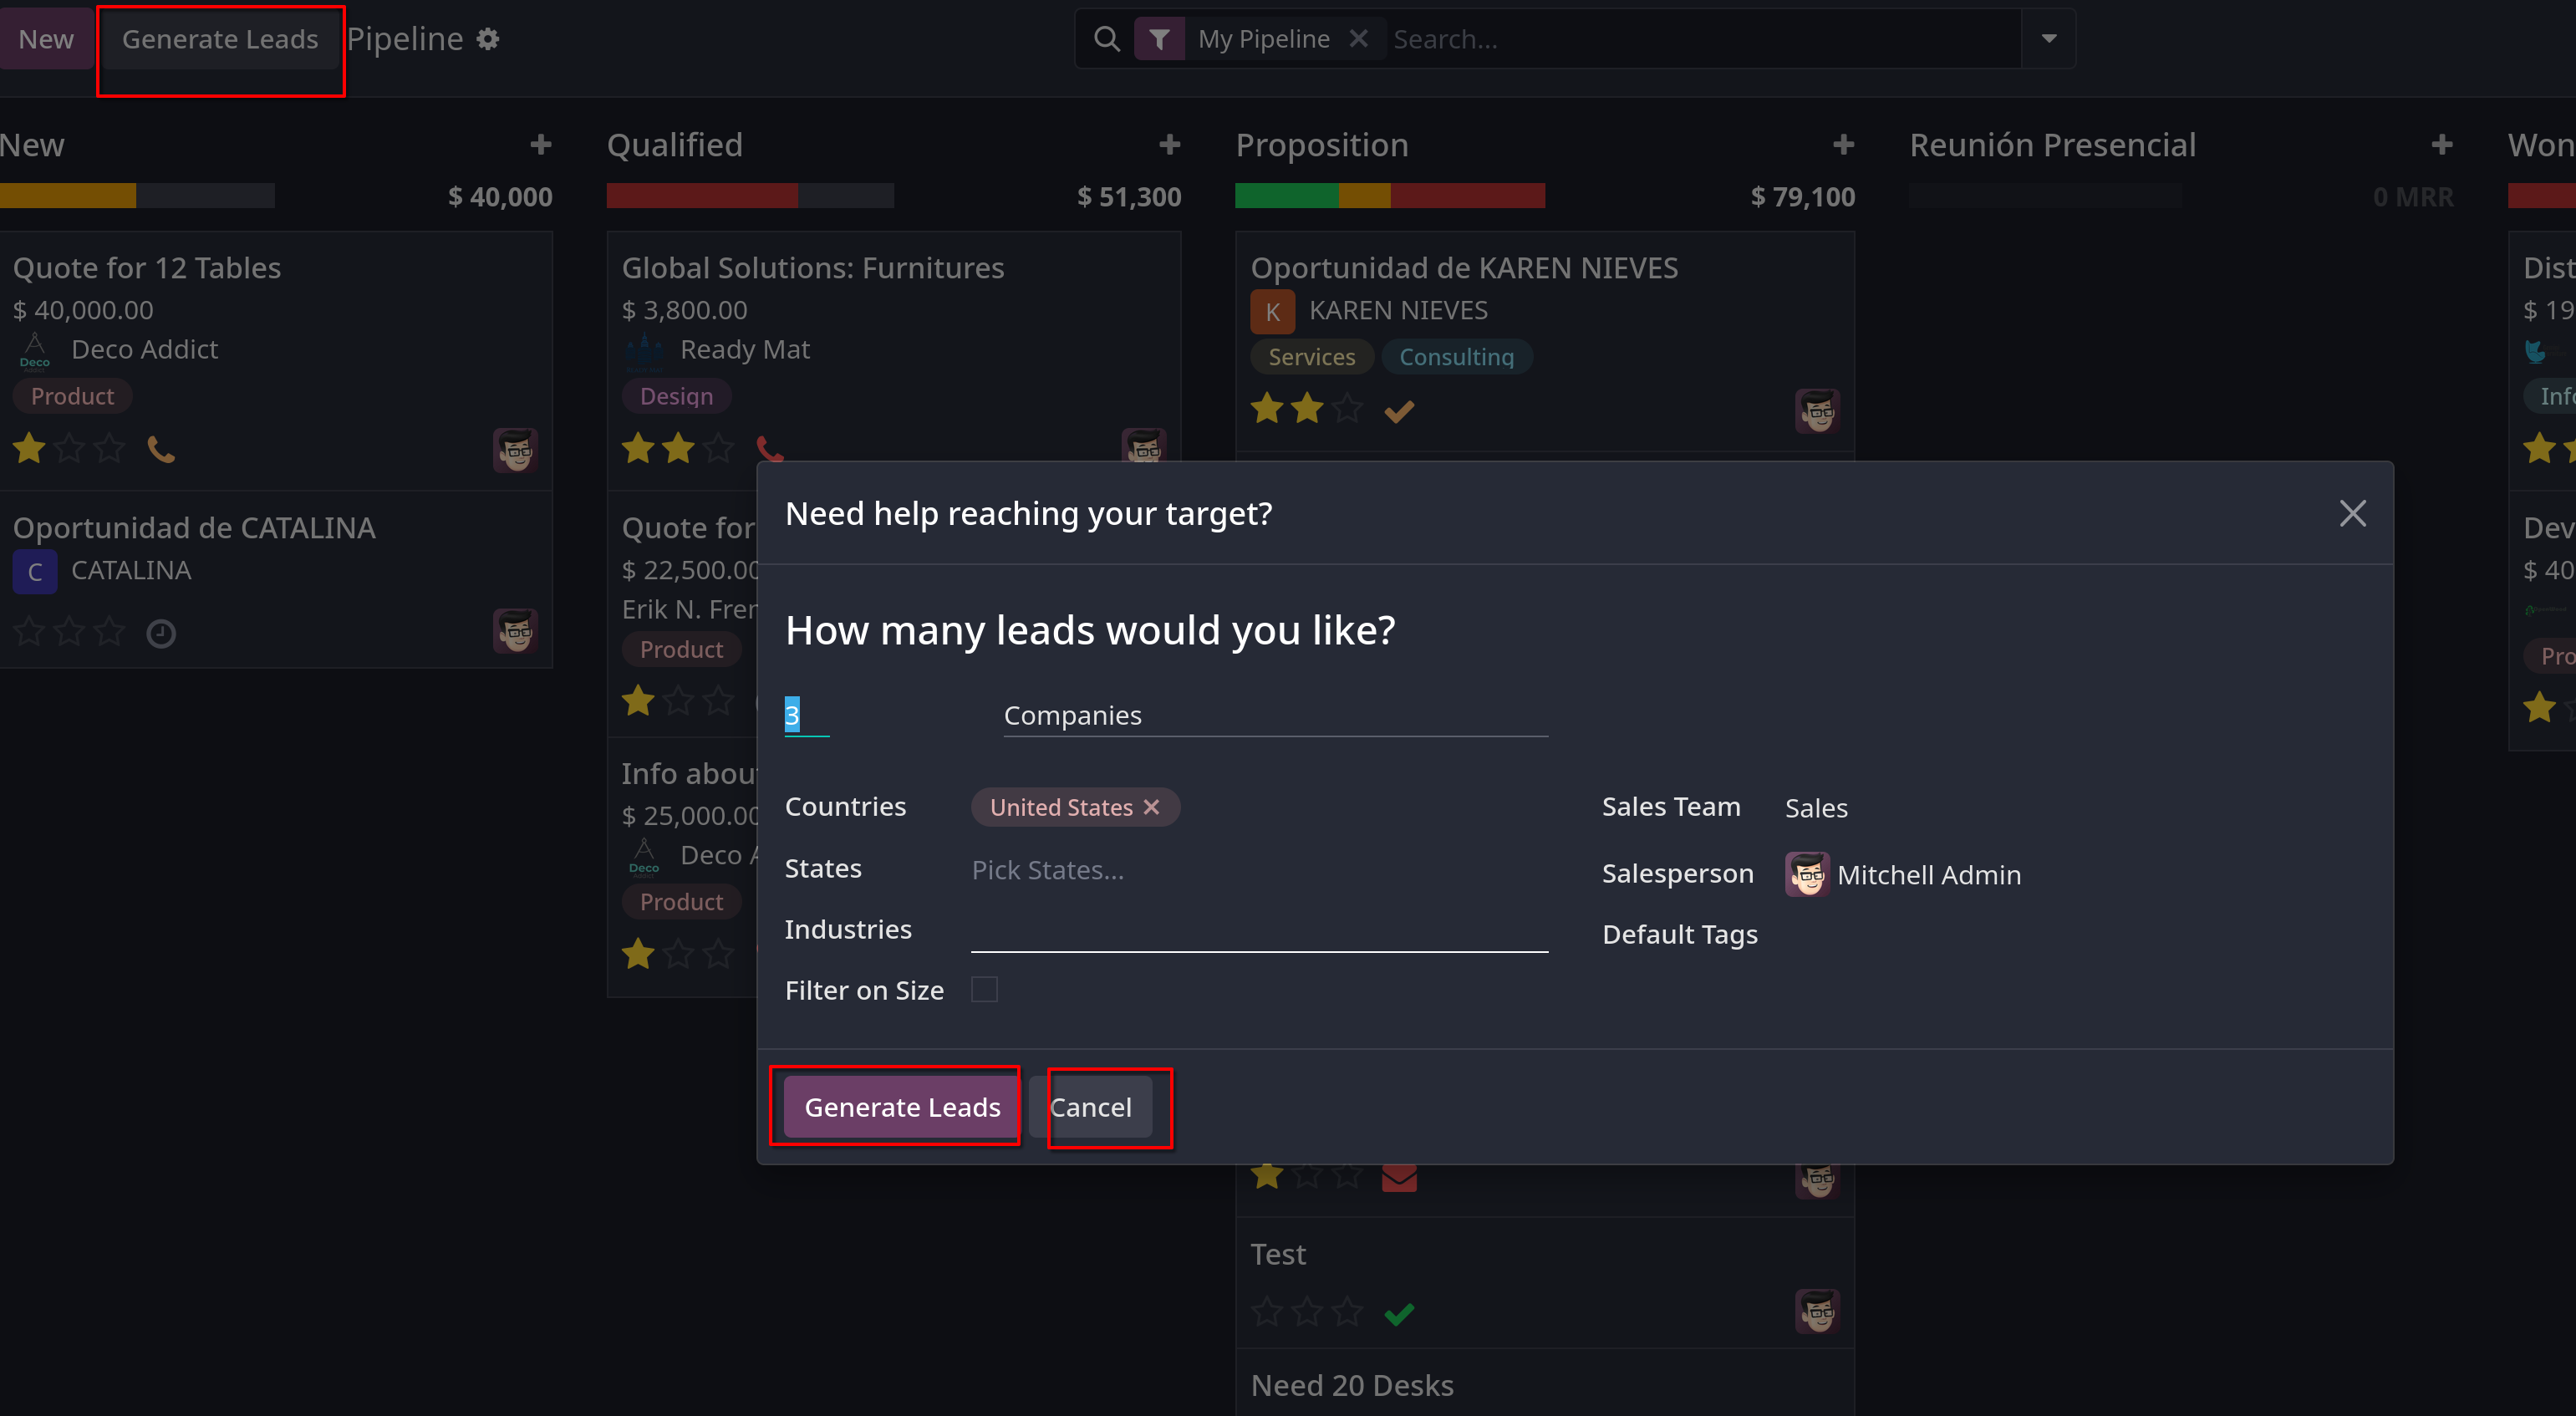 New Generate Leads Pipeline My Pipeline Search...
New Qualified Proposition Reunión Presencial Won
$ 40,000 $ 51,300 $ 79,100 0 MRR
Quote for 12 Tables
$ 40,000.00
Deco Addict
Product
Oportunidad de CATALINA
C CATALINA
Global Solutions: Furnitures
$ 3,800.00
Ready Mat
Design
Quote for
$ 22,500.00
Erik N. Fren
Product
Info about
$ 25,000.00
Deco A
Product
Oportunidad de KAREN NIEVES
K KAREN NIEVES
Services Consulting
Test
Need 20 Desks
Dist
$ 19
Info
Dev
$ 40
Pro
Need help reaching your target?
How many leads would you like?
3 Companies
Countries United States
States Pick States...
Industries
Filter on Size
Sales Team Sales
Salesperson Mitchell Admin
Default Tags
Generate Leads Cancel